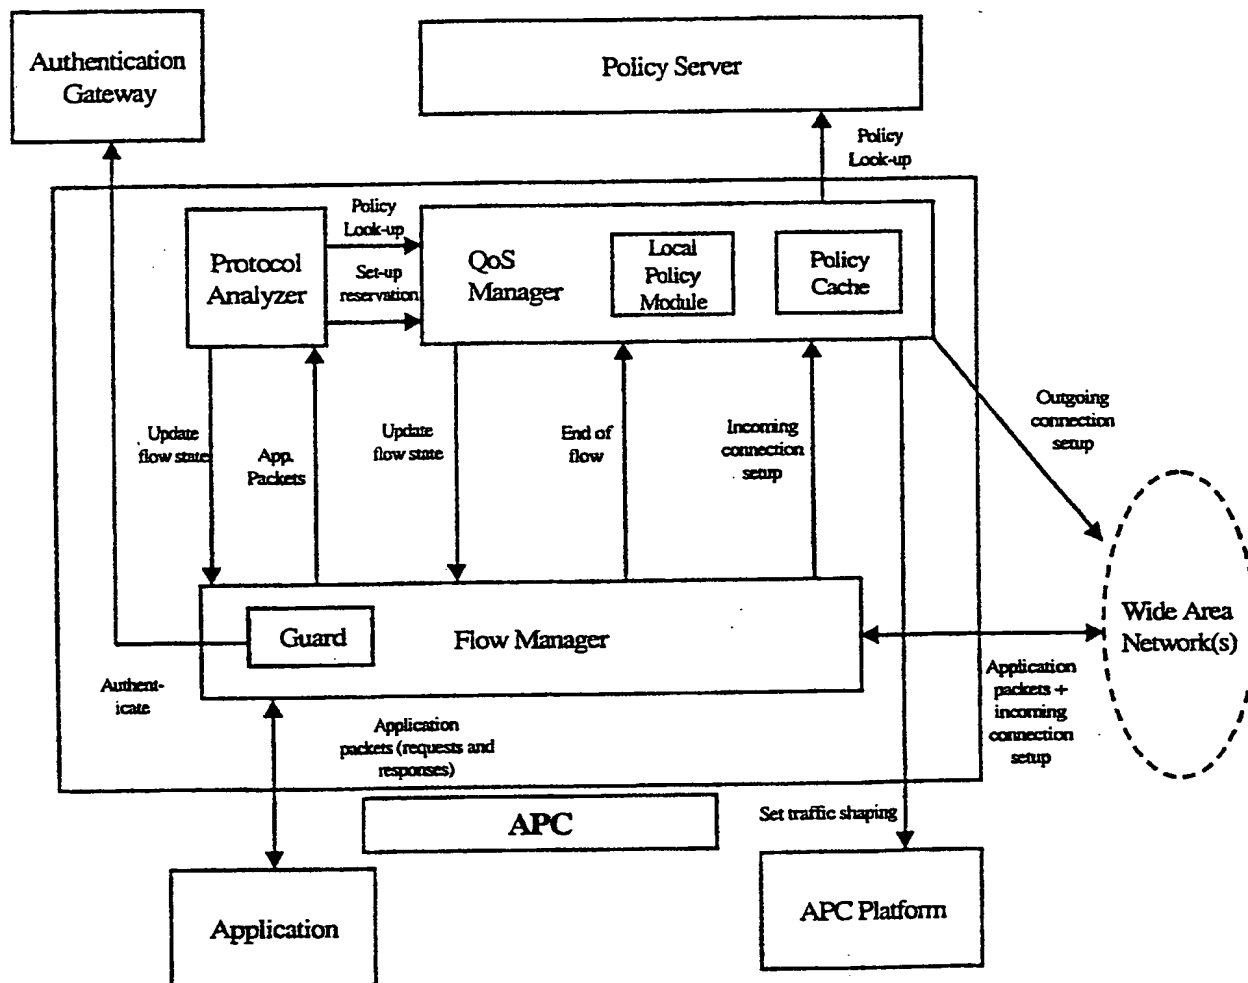 Authentication
Gateway
Policy Server
Policy
Look-up
Policy
Look-up
Protocol
Analyzer
Set-up
reservation
QoS
Manager
Local
Policy
Module
Policy
Cache
Update
flow state
App.
Packets
Update
flow state
End of
flow
Incoming
connection
setup
Outgoing
connection
setup
Guard
Flow Manager
Wide Area
Network(s)
Authent-
icate
Application
packets (requests and
responses)
Application
packets +
incoming
connection
setup
APC
Set traffic shaping
Application
APC Platform